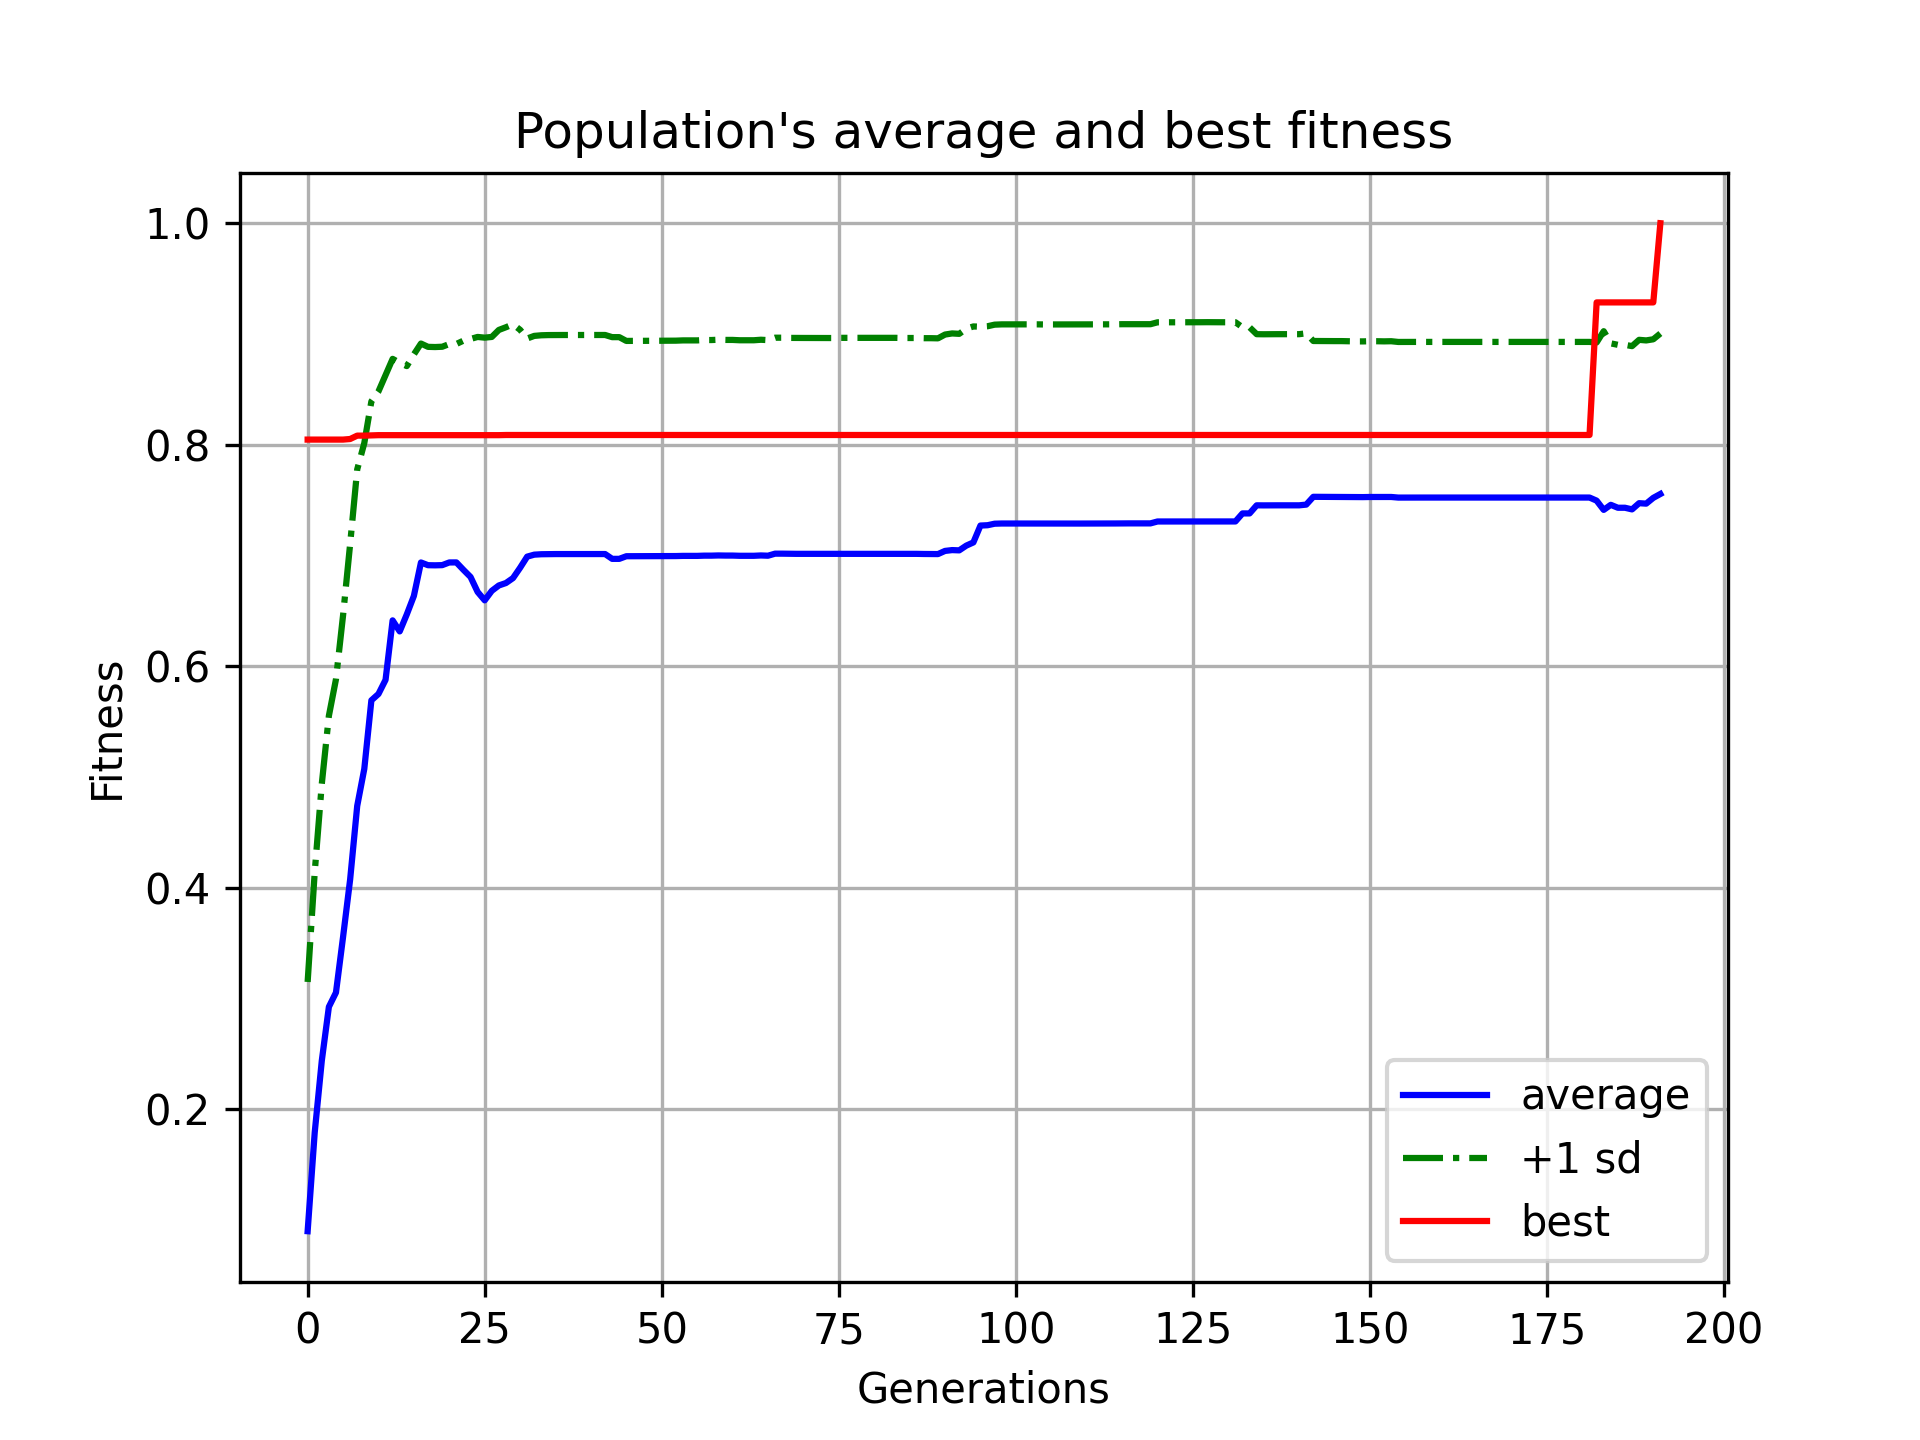 Population's average and best fitness
1.0
0.8
0.6
0.4
0.2
Fitness
0 25 50 75 100 125 150 175 200
Generations
average
+1 sd
best